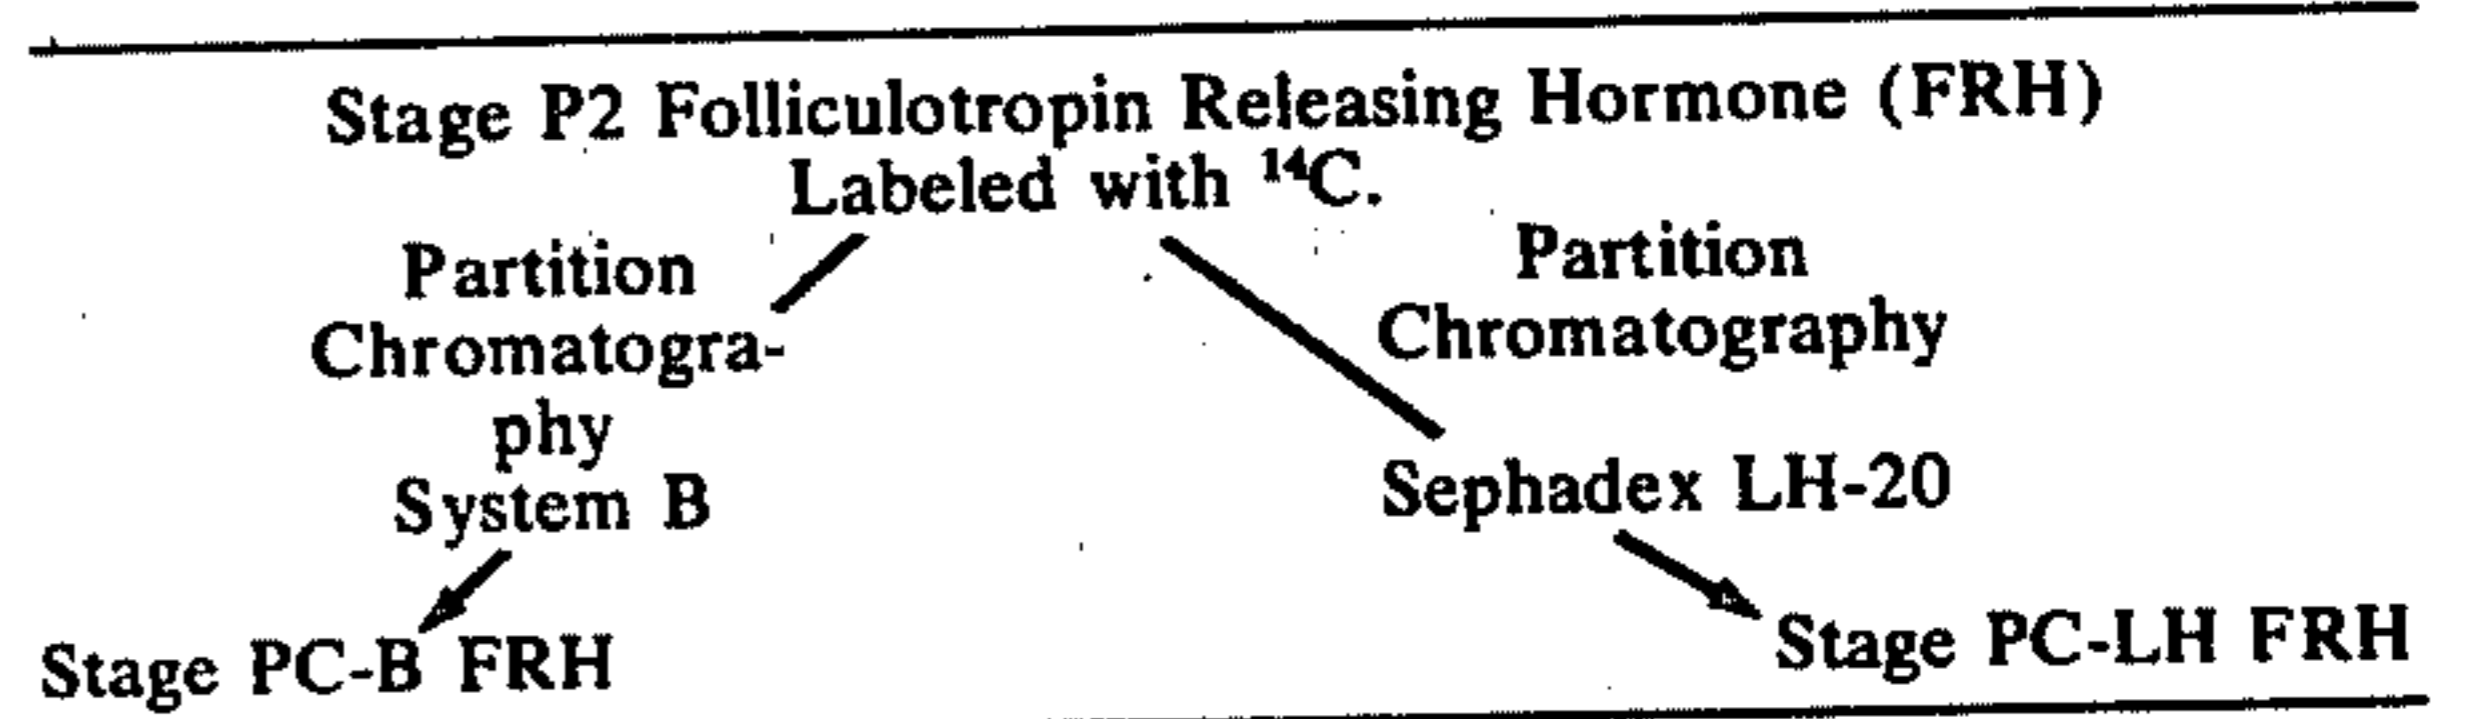 Stage P2 Folliculotropin Releasing Hormone (FRH)
Labeled with ¹⁴C.
Partition
Chromatogra-
phy
System B
Partition
Chromatography
Sephadex LH-20
Stage PC-B FRH
Stage PC-LH FRH